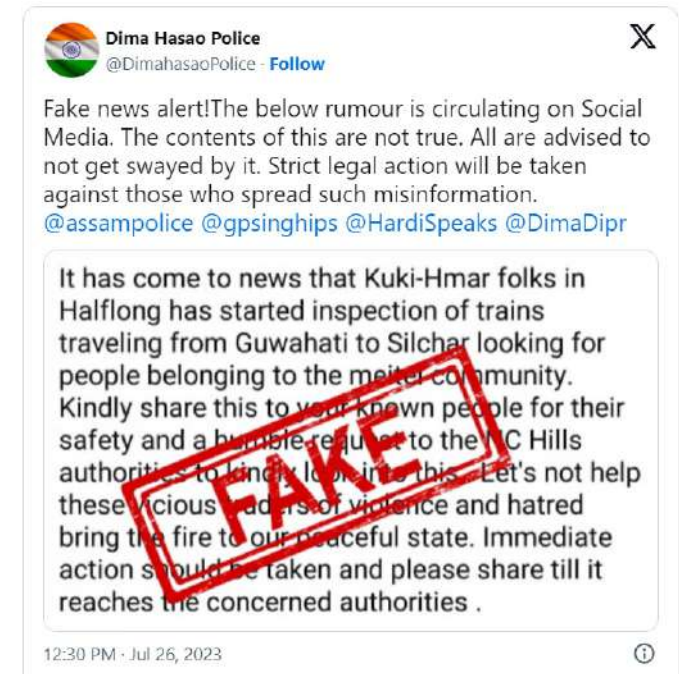 Dima Hasao Police
@DimahasaoPolice · Follow
Fake news alert!The below rumour is circulating on Social
Media. The contents of this are not true. All are advised to
not get swayed by it. Strict legal action will be taken
against those who spread such misinformation.
@assampolice @gpsinghips @HardiSpeaks @DimaDipr
It has come to news that Kuki-Hmar folks in
Halflong has started inspection of trains
traveling from Guwahati to Silchar looking for
people belonging to the meitei community.
Kindly share this to your known people for their
safety and a humble request to the NC Hills
authorities to kindly look into this. Let's not help
these vicious traders of violence and hatred
bring the fire to our peaceful state. Immediate
action should be taken and please share till it
reaches the concerned authorities .
FAKE
12:30 PM · Jul 26, 2023